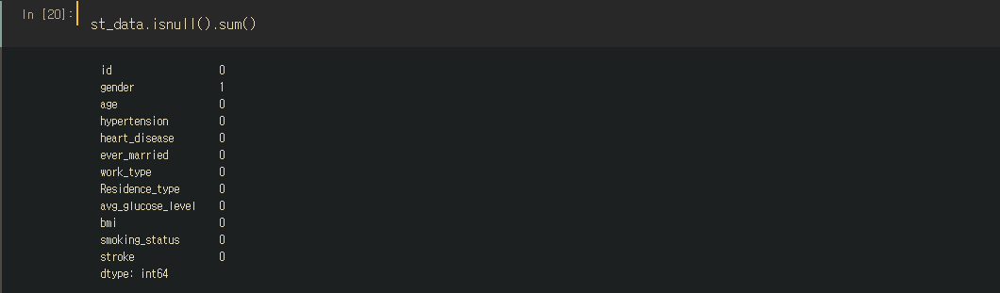 In [20]:
st_data.isnull().sum()
id 0
gender 1
age 0
hypertension 0
heart_disease 0
ever_married 0
work_type 0
Residence_type 0
avg_glucose_level 0
bmi 0
smoking_status 0
stroke 0
dtype: int64